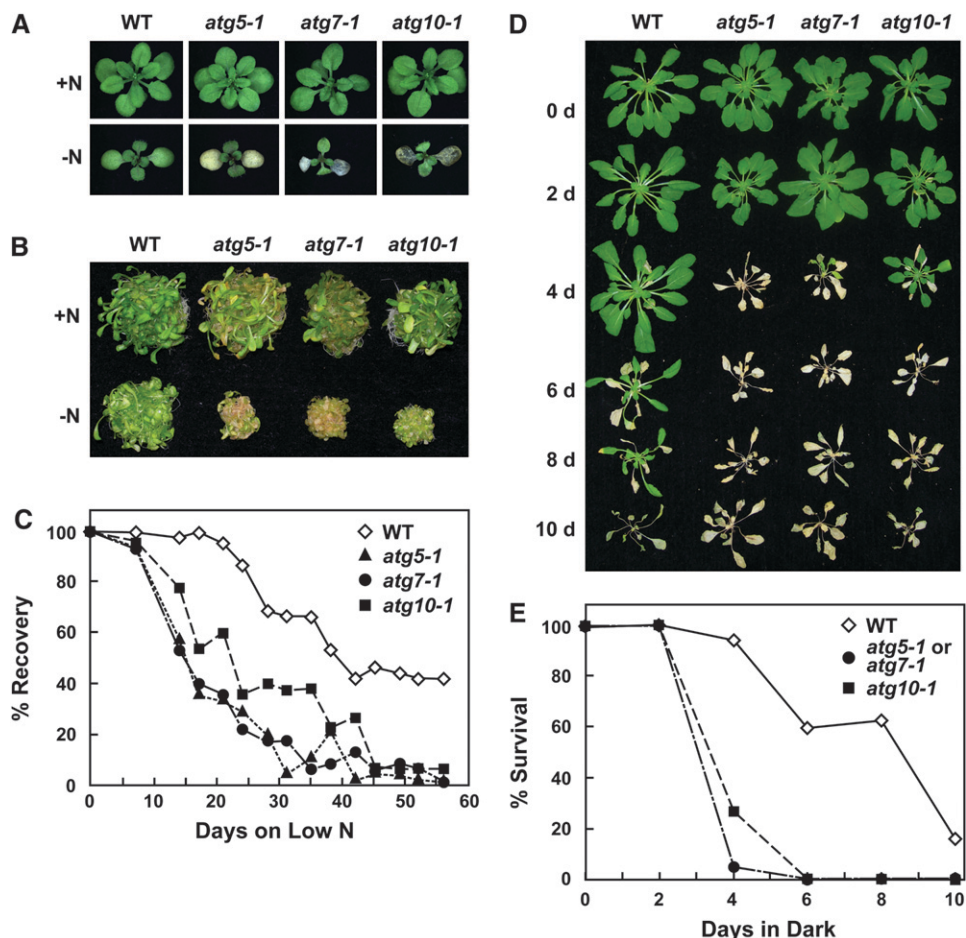 A
WT atg5-1 atg7-1 atg10-1
+N
-N
B
WT atg5-1 atg7-1 atg10-1
+N
-N
C
WT
atg5-1
atg7-1
atg10-1
% Recovery
100
80
60
40
20
0
0 10 20 30 40 50 60
Days on Low N
D
WT atg5-1 atg7-1 atg10-1
0 d
2 d
4 d
6 d
8 d
10 d
E
WT
atg5-1 or
atg7-1
atg10-1
% Survival
100
80
60
40
20
0
0 2 4 6 8 10
Days in Dark